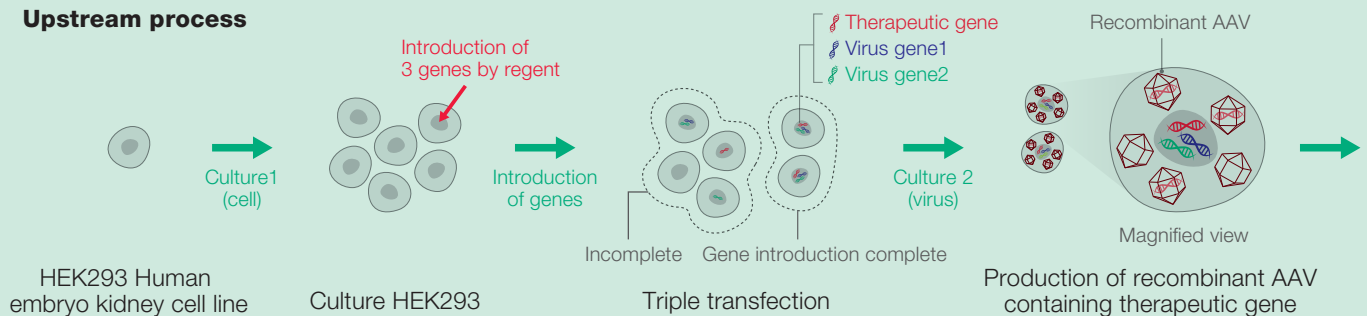 Upstream process
Introduction of
3 genes by regent
Therapeutic gene
Virus gene1
Virus gene2
Recombinant AAV
Culture1
(cell)
Introduction
of genes
Culture 2
(virus)
Incomplete
Gene introduction complete
Magnified view
HEK293 Human
embryo kidney cell line
Culture HEK293
Triple transfection
Production of recombinant AAV
containing therapeutic gene